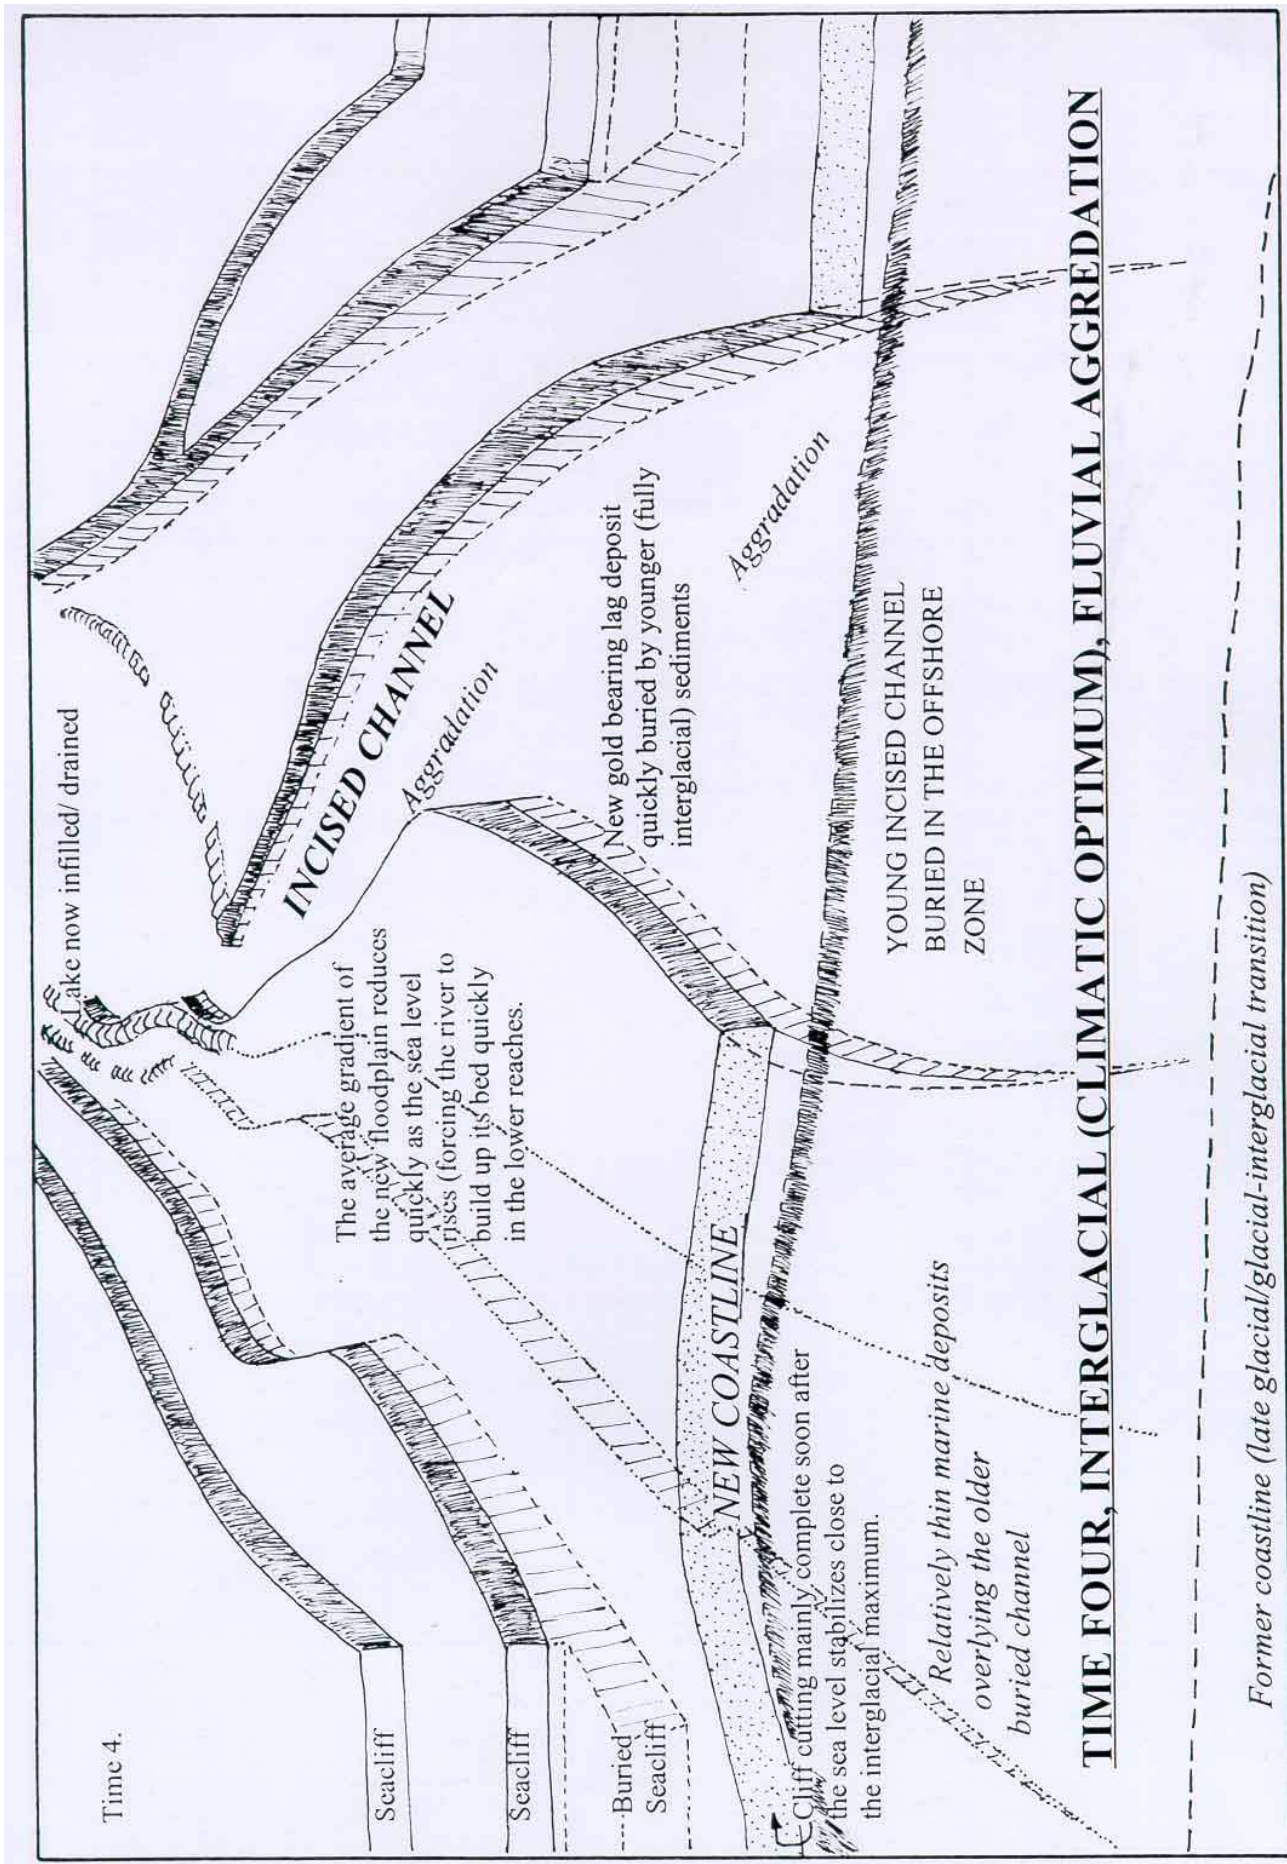 Time 4.
Lake now infilled/ drained
The average gradient of
the new floodplain reduces
quickly as the sea level
rises (forcing the river to
build up its bed quickly
in the lower reaches.
INCISED CHANNEL
Aggradation
Seacliff
Seacliff
Buried
Seacliff
New gold bearing lag deposit
quickly buried by younger (fully
interglacial) sediments
Aggradation
NEW COASTLINE
Cliff cutting mainly complete soon after
the sea level stabilizes close to
the interglacial maximum.
YOUNG INCISED CHANNEL
BURIED IN THE OFFSHORE
ZONE
Relatively thin marine deposits
overlying the older
buried channel
TIME FOUR, INTERGLACIAL (CLIMATIC OPTIMUM), FLUVIAL AGGREDATION
Former coastline (late glacial/glacial-interglacial transition)